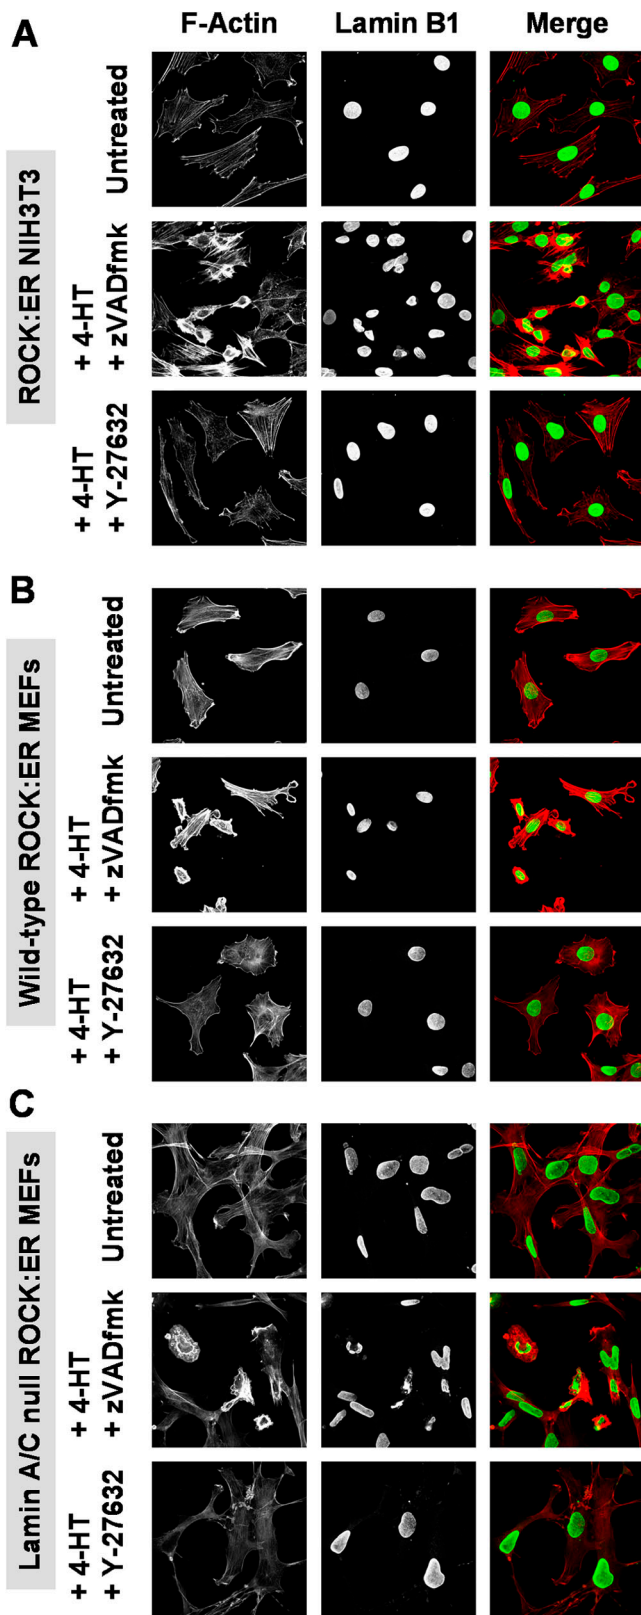 A
F-Actin
Lamin B1
Merge
ROCK:ER NIH3T3
Untreated
+ 4-HT
+ zVADfmk
+ 4-HT
+ Y-27632
B
Wild-type ROCK:ER MEFs
Untreated
+ 4-HT
+ zVADfmk
+ 4-HT
+ Y-27632
C
Lamin A/C null ROCK:ER MEFs
Untreated
+ 4-HT
+ zVADfmk
+ 4-HT
+ Y-27632